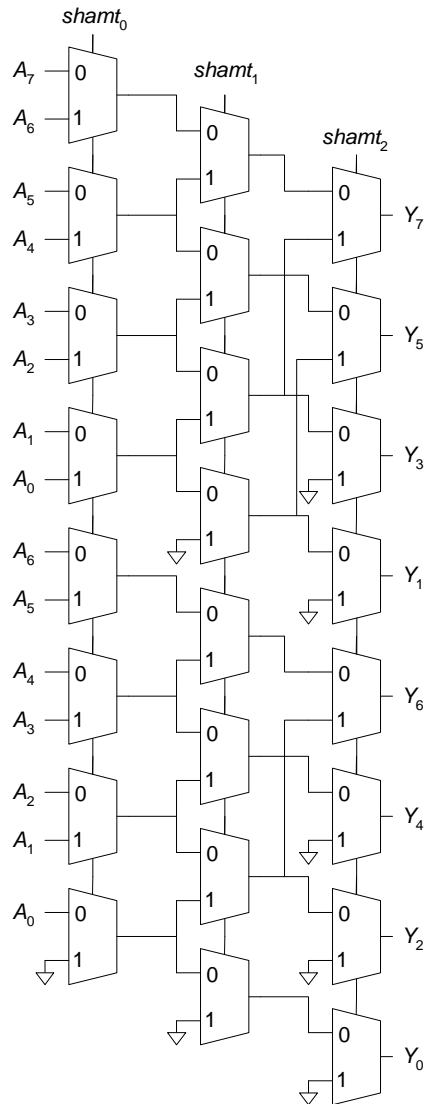 shamt₀
A₇ 0
A₆ 1
shamt₁
0
1
shamt₂
A₅ 0
A₄ 1
0
1
Y₇
0
1
A₃ 0
A₂ 1
0
1
Y₅
0
1
A₁ 0
A₀ 1
0
1
Y₃
0
1
A₆ 0
A₅ 1
0
1
Y₁
0
1
A₄ 0
A₃ 1
0
1
Y₆
0
1
A₂ 0
A₁ 1
0
1
Y₄
0
1
A₀ 0
1
0
1
Y₂
0
1
0
1
Y₀